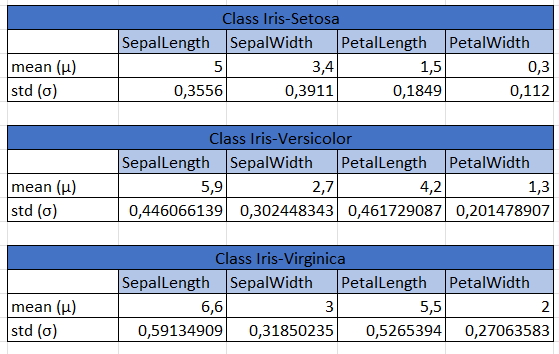 Class Iris-Setosa
SepalLength SepalWidth PetalLength PetalWidth
mean (μ) 5 3,4 1,5 0,3
std (σ) 0,3556 0,3911 0,1849 0,112
Class Iris-Versicolor
SepalLength SepalWidth PetalLength PetalWidth
mean (μ) 5,9 2,7 4,2 1,3
std (σ) 0,446066139 0,302448343 0,461729087 0,201478907
Class Iris-Virginica
SepalLength SepalWidth PetalLength PetalWidth
mean (μ) 6,6 3 5,5 2
std (σ) 0,59134909 0,31850235 0,5265394 0,27063583